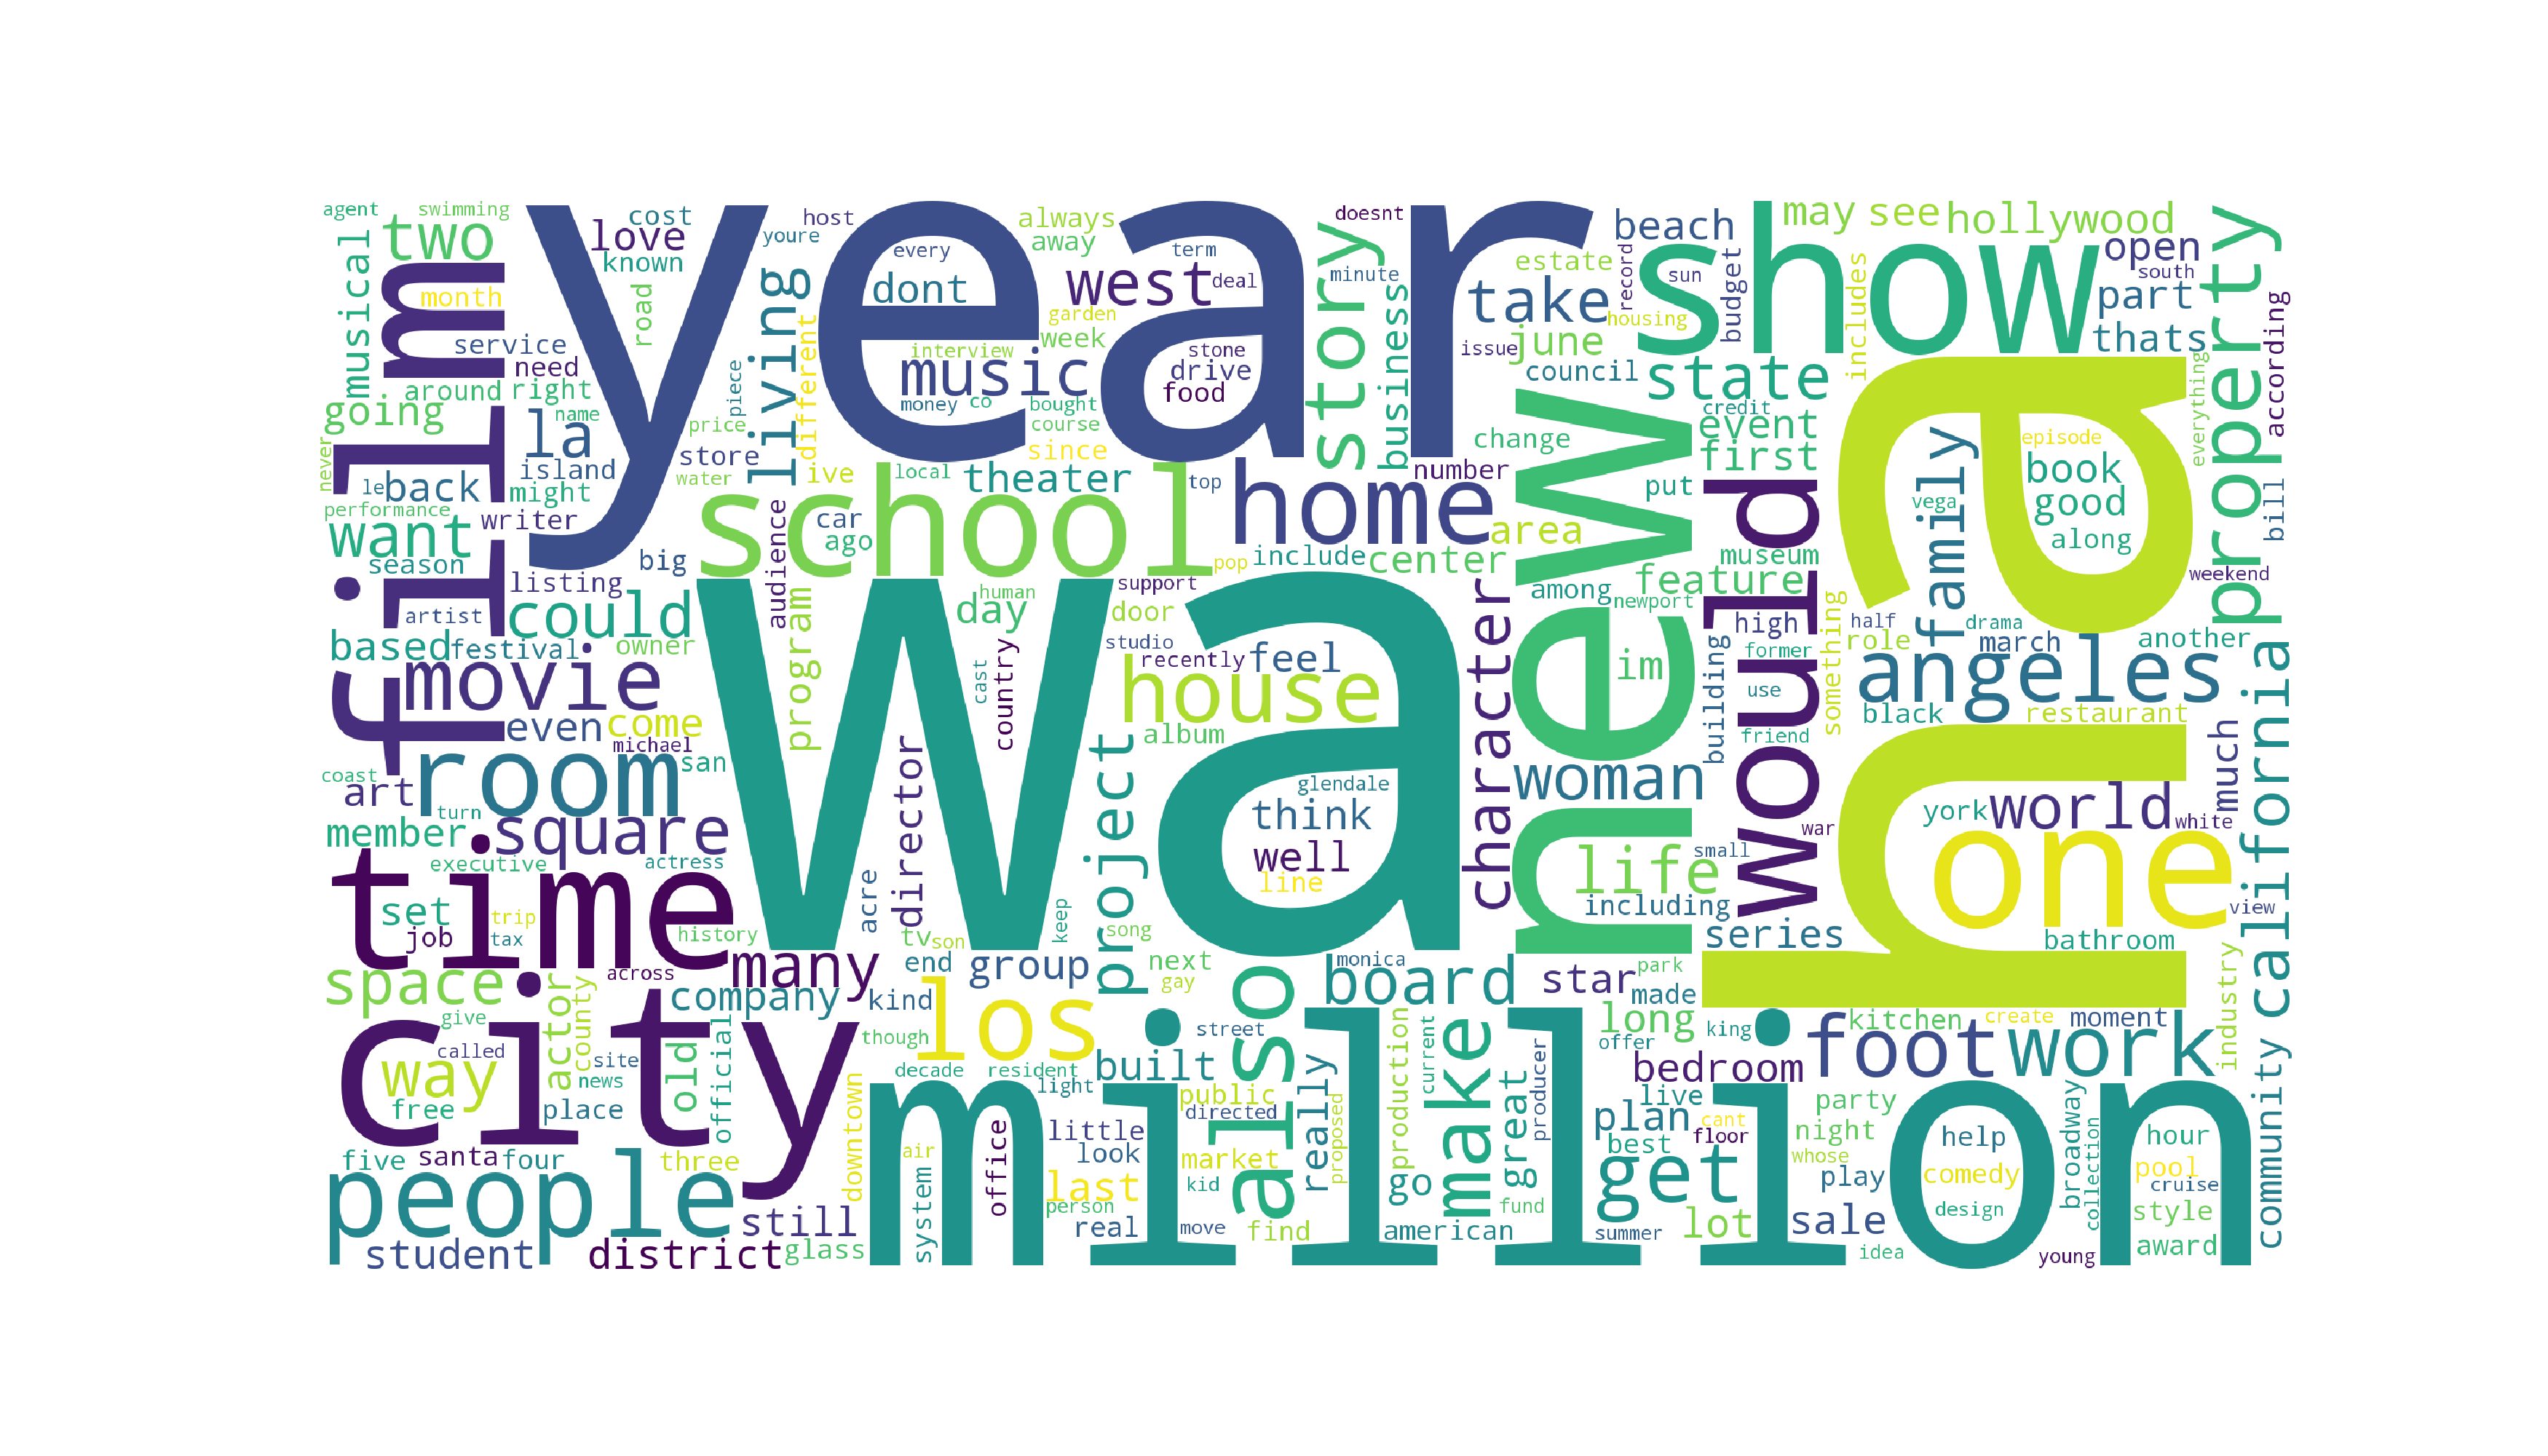 agent
swimming
two
musical
film
month
service
need
around
right
going
name
la
island
might
never
le
back
performance
want
writer
season
listing
artist
could
based
festival
movie
even
come
michael
room
san
coast
art
turn
member
square
executive
actress
time
set
trip
job
tax
history
space
across
many
city
company
kind
give
called
way
actor
county
site
news
free
place
old
official
five
santa
four
three
people
still
student
district
glass
year
cost
love
known
road
host
youre
every
always
away
term
deal
dont
west
living
different
piece
price
store
water
music
interview
garden
week
stone
drive
food
money
co
bought
course
since
ive
local
theater
top
school
home
car
ago
audience
big
program
owner
wa
human
day
support
door
pop
include
center
studio
recently
feel
cast
country
house
album
project
glendale
think
well
line
character
director
acre
tv
son
end
group
keep
song
next
gay
los
though
street
monica
board
also
million
decade
resident
built
light
public
directed
little
look
market
kid
last
person
real
move
find
downtown
air
system
office
really
proposed
production
current
go
american
make
great
producer
fund
doesnt
minute
story
business
take
record
issue
june
estate
housing
council
beach
sun
budget
show
state
change
number
area
credit
event
first
put
new
museum
feature
among
newport
im
high
building
would
former
use
friend
woman
life
small
war
including
series
star
park
made
long
king
offer
bedroom
plan
live
cant
best
floor
get
lot
summer
may
see
hollywood
includes
open
south
part
thats
property
according
everything
ha
episode
book
vega
good
family
along
bill
weekend
half
drama
role
march
another
something
angeles
black
restaurant
much
york
world
white
one
view
bathroom
california
industry
kitchen
create
moment
foot
work
party
night
whose
play
help
comedy
broadway
collection
hour
pool
cruise
design
style
sale
idea
young
award
community